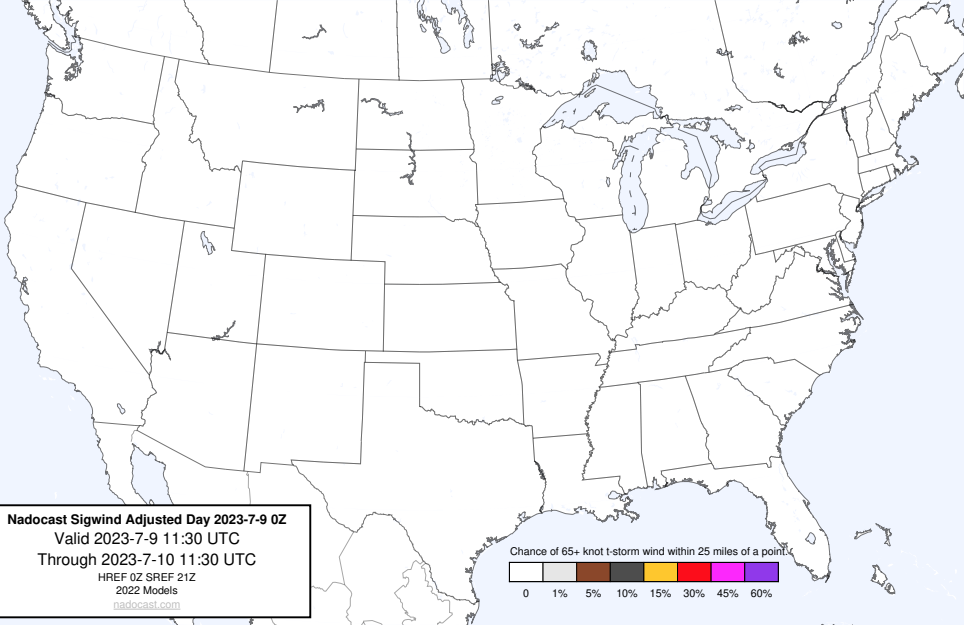 Nadocast Sigwind Adjusted Day 2023-7-9 0Z
Valid 2023-7-9 11:30 UTC
Through 2023-7-10 11:30 UTC
HREF 0Z SREF 21Z
2022 Models
nadocast.com
Chance of 65+ knot t-storm wind within 25 miles of a point.
0 1% 5% 10% 15% 30% 45% 60%